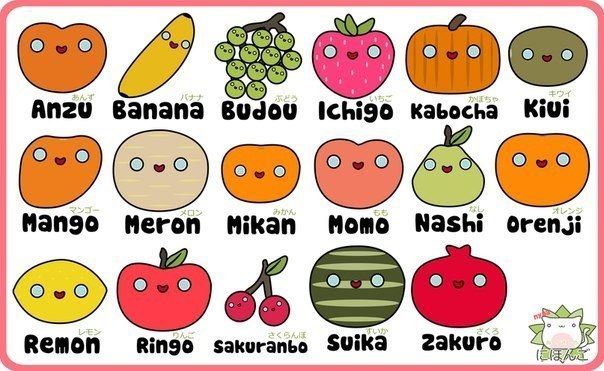 あんず
Anzu
バナナ
Banana
ぶどう
Budou
いちご
Ichigo
かぼちゃ
Kabocha
キウイ
Kiui
マンゴー
Mango
メロン
Meron
みかん
Mikan
もも
Momo
なし
Nashi
オレンジ
Orenji
レモン
Remon
りんご
Ringo
さくらんぼ
Sakuranbo
すいか
Suika
ざくろ
Zakuro
にほんご